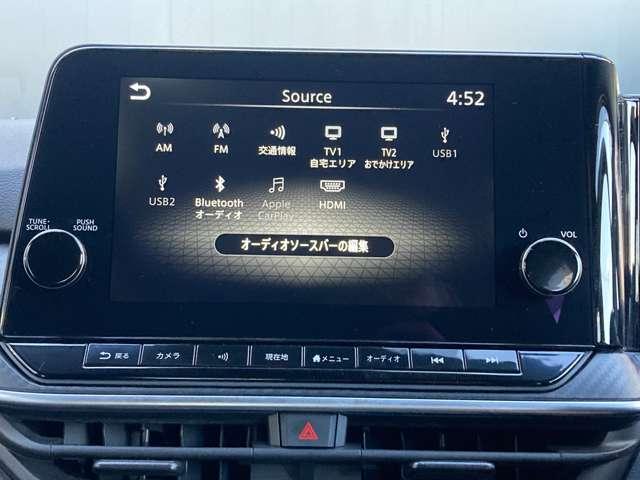 Source
4:52
AM
FM
交通情報
TV1
自宅エリア
TV2
おでかけエリア
USB1
USB2
Bluetooth
オーディオ
Apple
CarPlay
HDMI
オーディオソースバーの編集
TUNE・
SCROLL
PUSH
SOUND
VOL
戻る
カメラ
現在地
メニュー
オーディオ